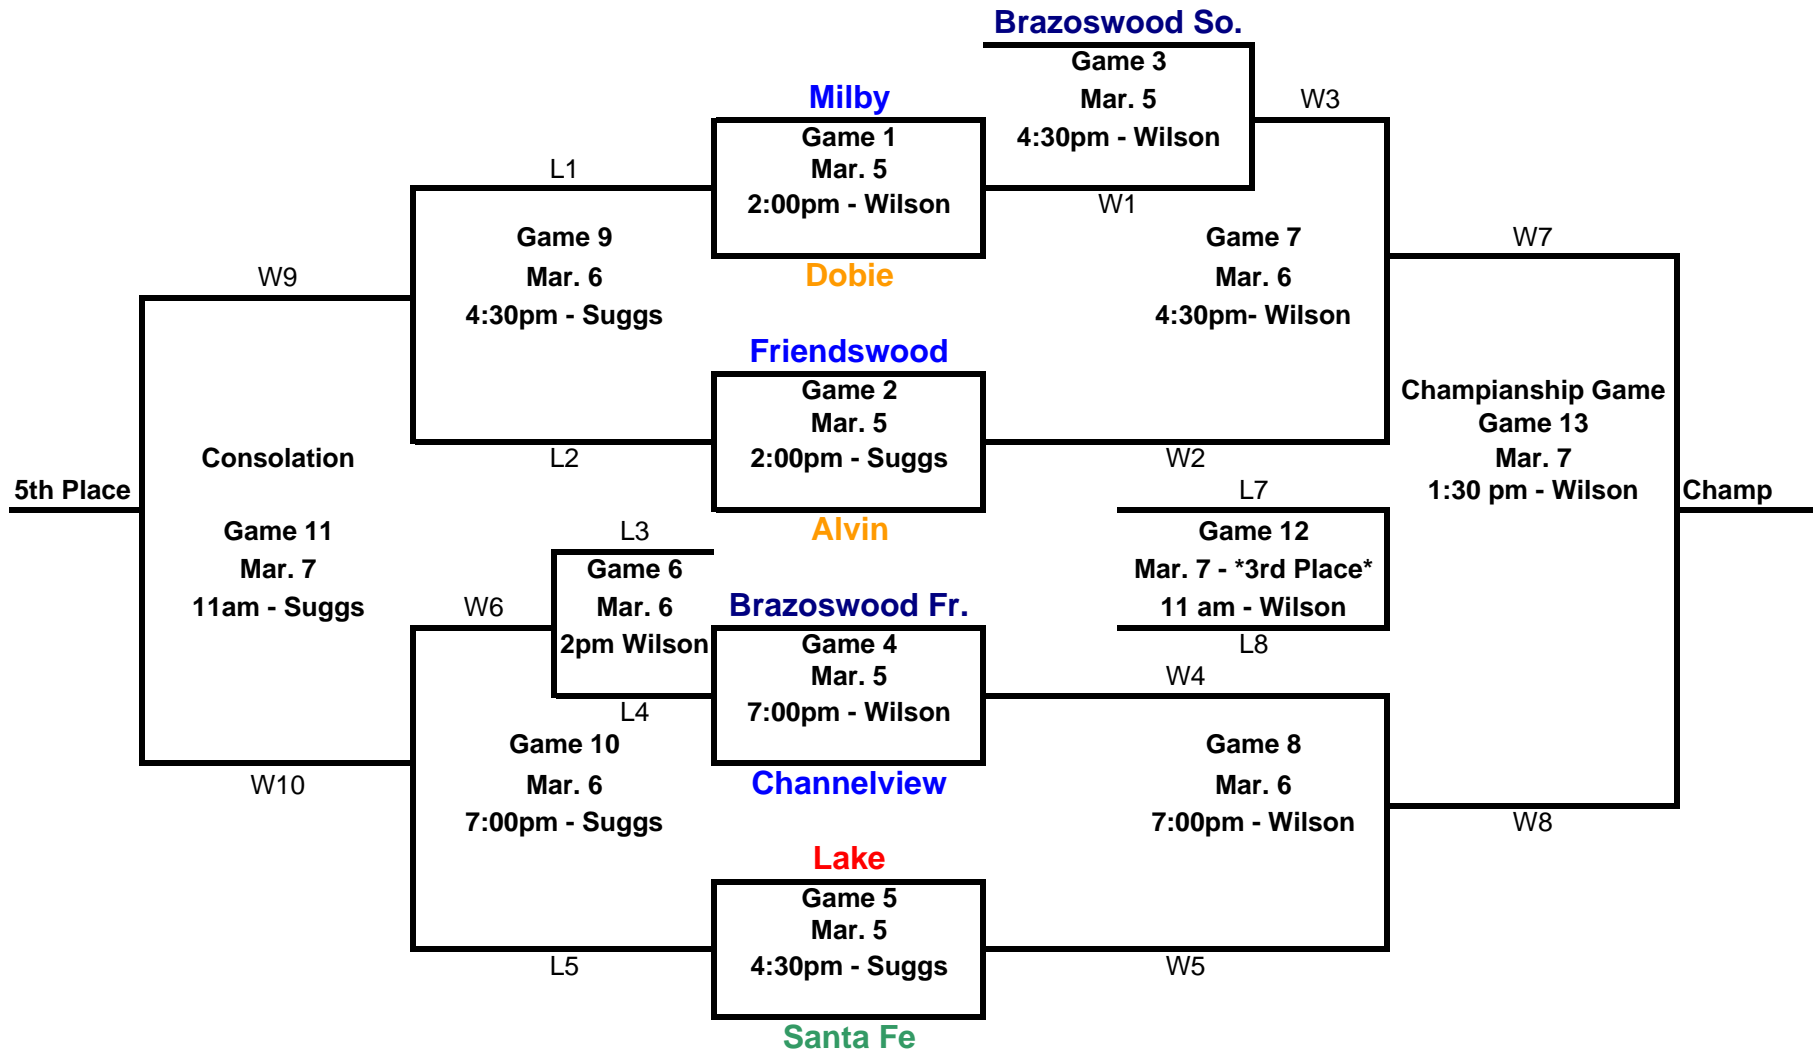 Brazoswood So.
Game 3
Mar. 5
4:30pm - Wilson
W3
Milby
Game 1
Mar. 5
2:00pm - Wilson
L1
W1
Dobie
Game 9
Mar. 6
4:30pm - Suggs
W9
Game 7
Mar. 6
4:30pm- Wilson
W7
Friendswood
Game 2
Mar. 5
2:00pm - Suggs
L2
W2
Alvin
Champianship Game
Game 13
Mar. 7
1:30 pm - Wilson
Champ
Consolation
5th Place
Game 11
Mar. 7
11am - Suggs
L7
Game 12
Mar. 7 - *3rd Place*
11 am - Wilson
L8
L3
Game 6
Mar. 6
2pm Wilson
W6
L4
Brazoswood Fr.
Game 4
Mar. 5
7:00pm - Wilson
W4
Channelview
Game 10
Mar. 6
7:00pm - Suggs
W10
Game 8
Mar. 6
7:00pm - Wilson
W8
Lake
Game 5
Mar. 5
4:30pm - Suggs
L5
W5
Santa Fe